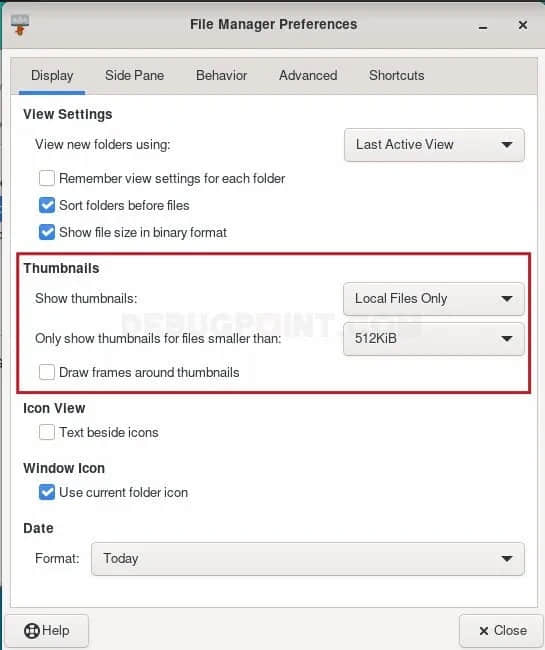 File Manager Preferences
Display Side Pane Behavior Advanced Shortcuts
View Settings
View new folders using: Last Active View
Remember view settings for each folder
Sort folders before files
Show file size in binary format
Thumbnails
Show thumbnails: Local Files Only
DEBUGPOINT.COM
Only show thumbnails for files smaller than: 512KiB
Draw frames around thumbnails
Icon View
Text beside icons
Window Icon
Use current folder icon
Date
Format: Today
Help Close